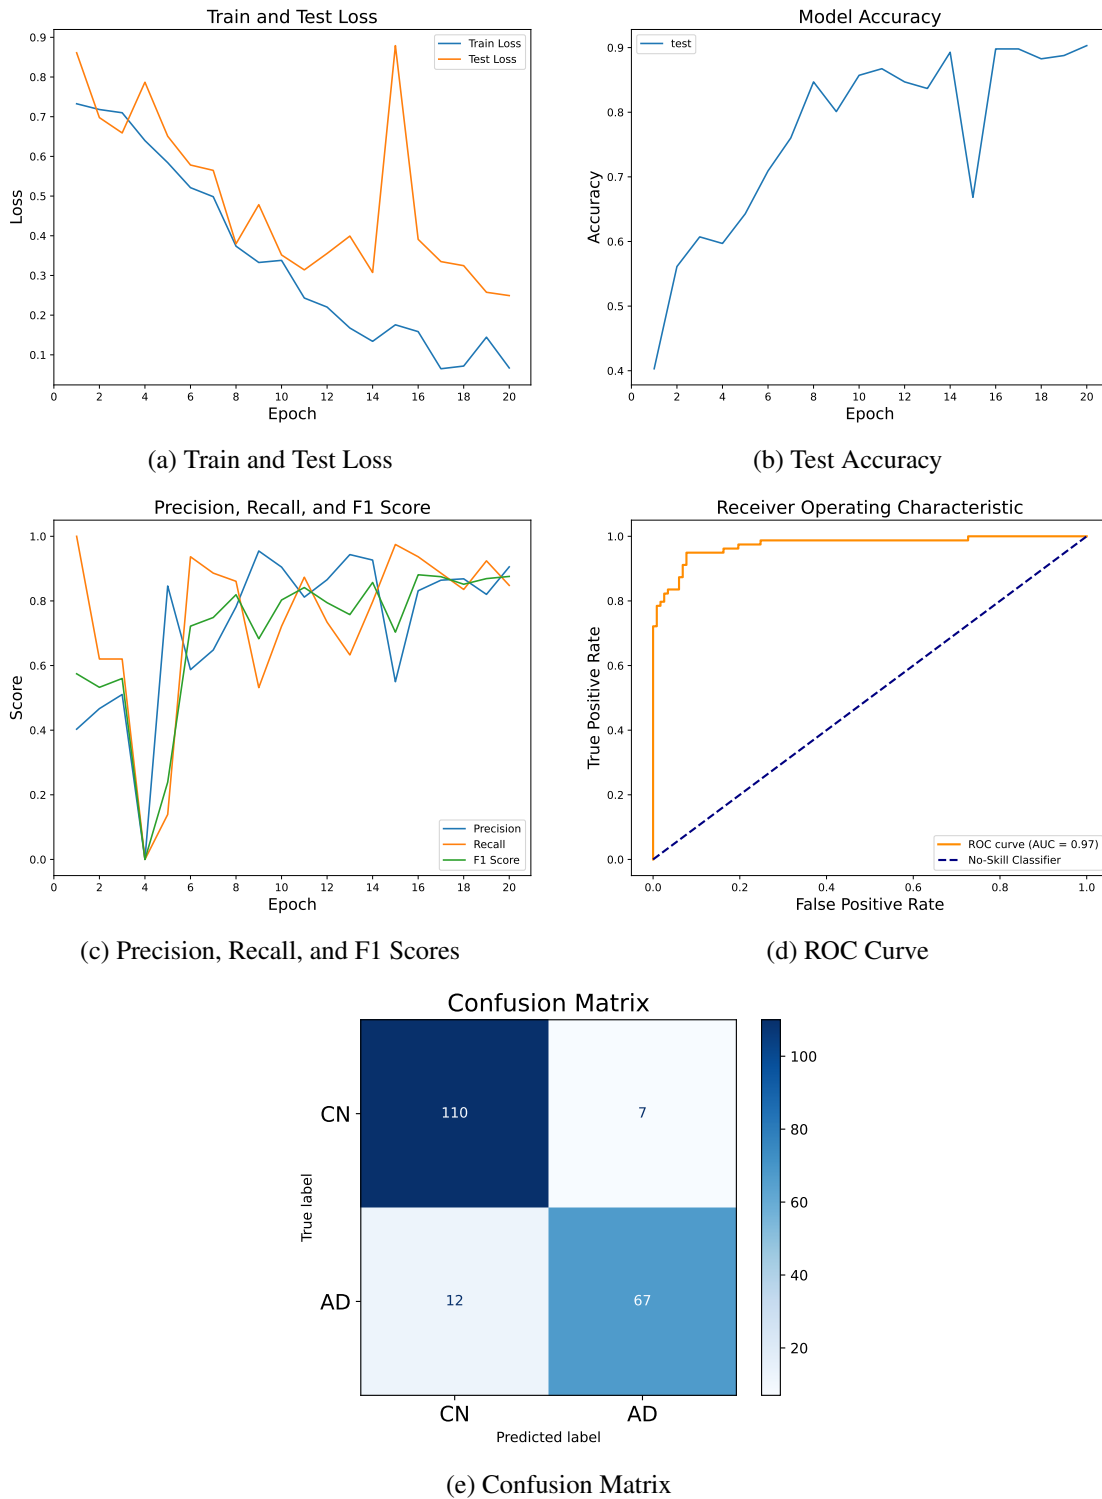 Train and Test Loss
Loss
0.9
0.8
0.7
0.6
0.5
0.4
0.3
0.2
0.1
Train Loss
Test Loss
0 2 4 6 8 10 12 14 16 18 20
Epoch
(a) Train and Test Loss
Model Accuracy
Accuracy
0.9
0.8
0.7
0.6
0.5
0.4
test
0 2 4 6 8 10 12 14 16 18 20
Epoch
(b) Test Accuracy
Precision, Recall, and F1 Score
Score
1.0
0.8
0.6
0.4
0.2
0.0
Precision
Recall
F1 Score
0 2 4 6 8 10 12 14 16 18 20
Epoch
(c) Precision, Recall, and F1 Scores
Receiver Operating Characteristic
True Positive Rate
1.0
0.8
0.6
0.4
0.2
0.0
ROC curve (AUC = 0.97)
No-Skill Classifier
0.0 0.2 0.4 0.6 0.8 1.0
False Positive Rate
(d) ROC Curve
Confusion Matrix
True label
CN
110 7
AD
12 67
CN AD
Predicted label
100
80
60
40
20
(e) Confusion Matrix